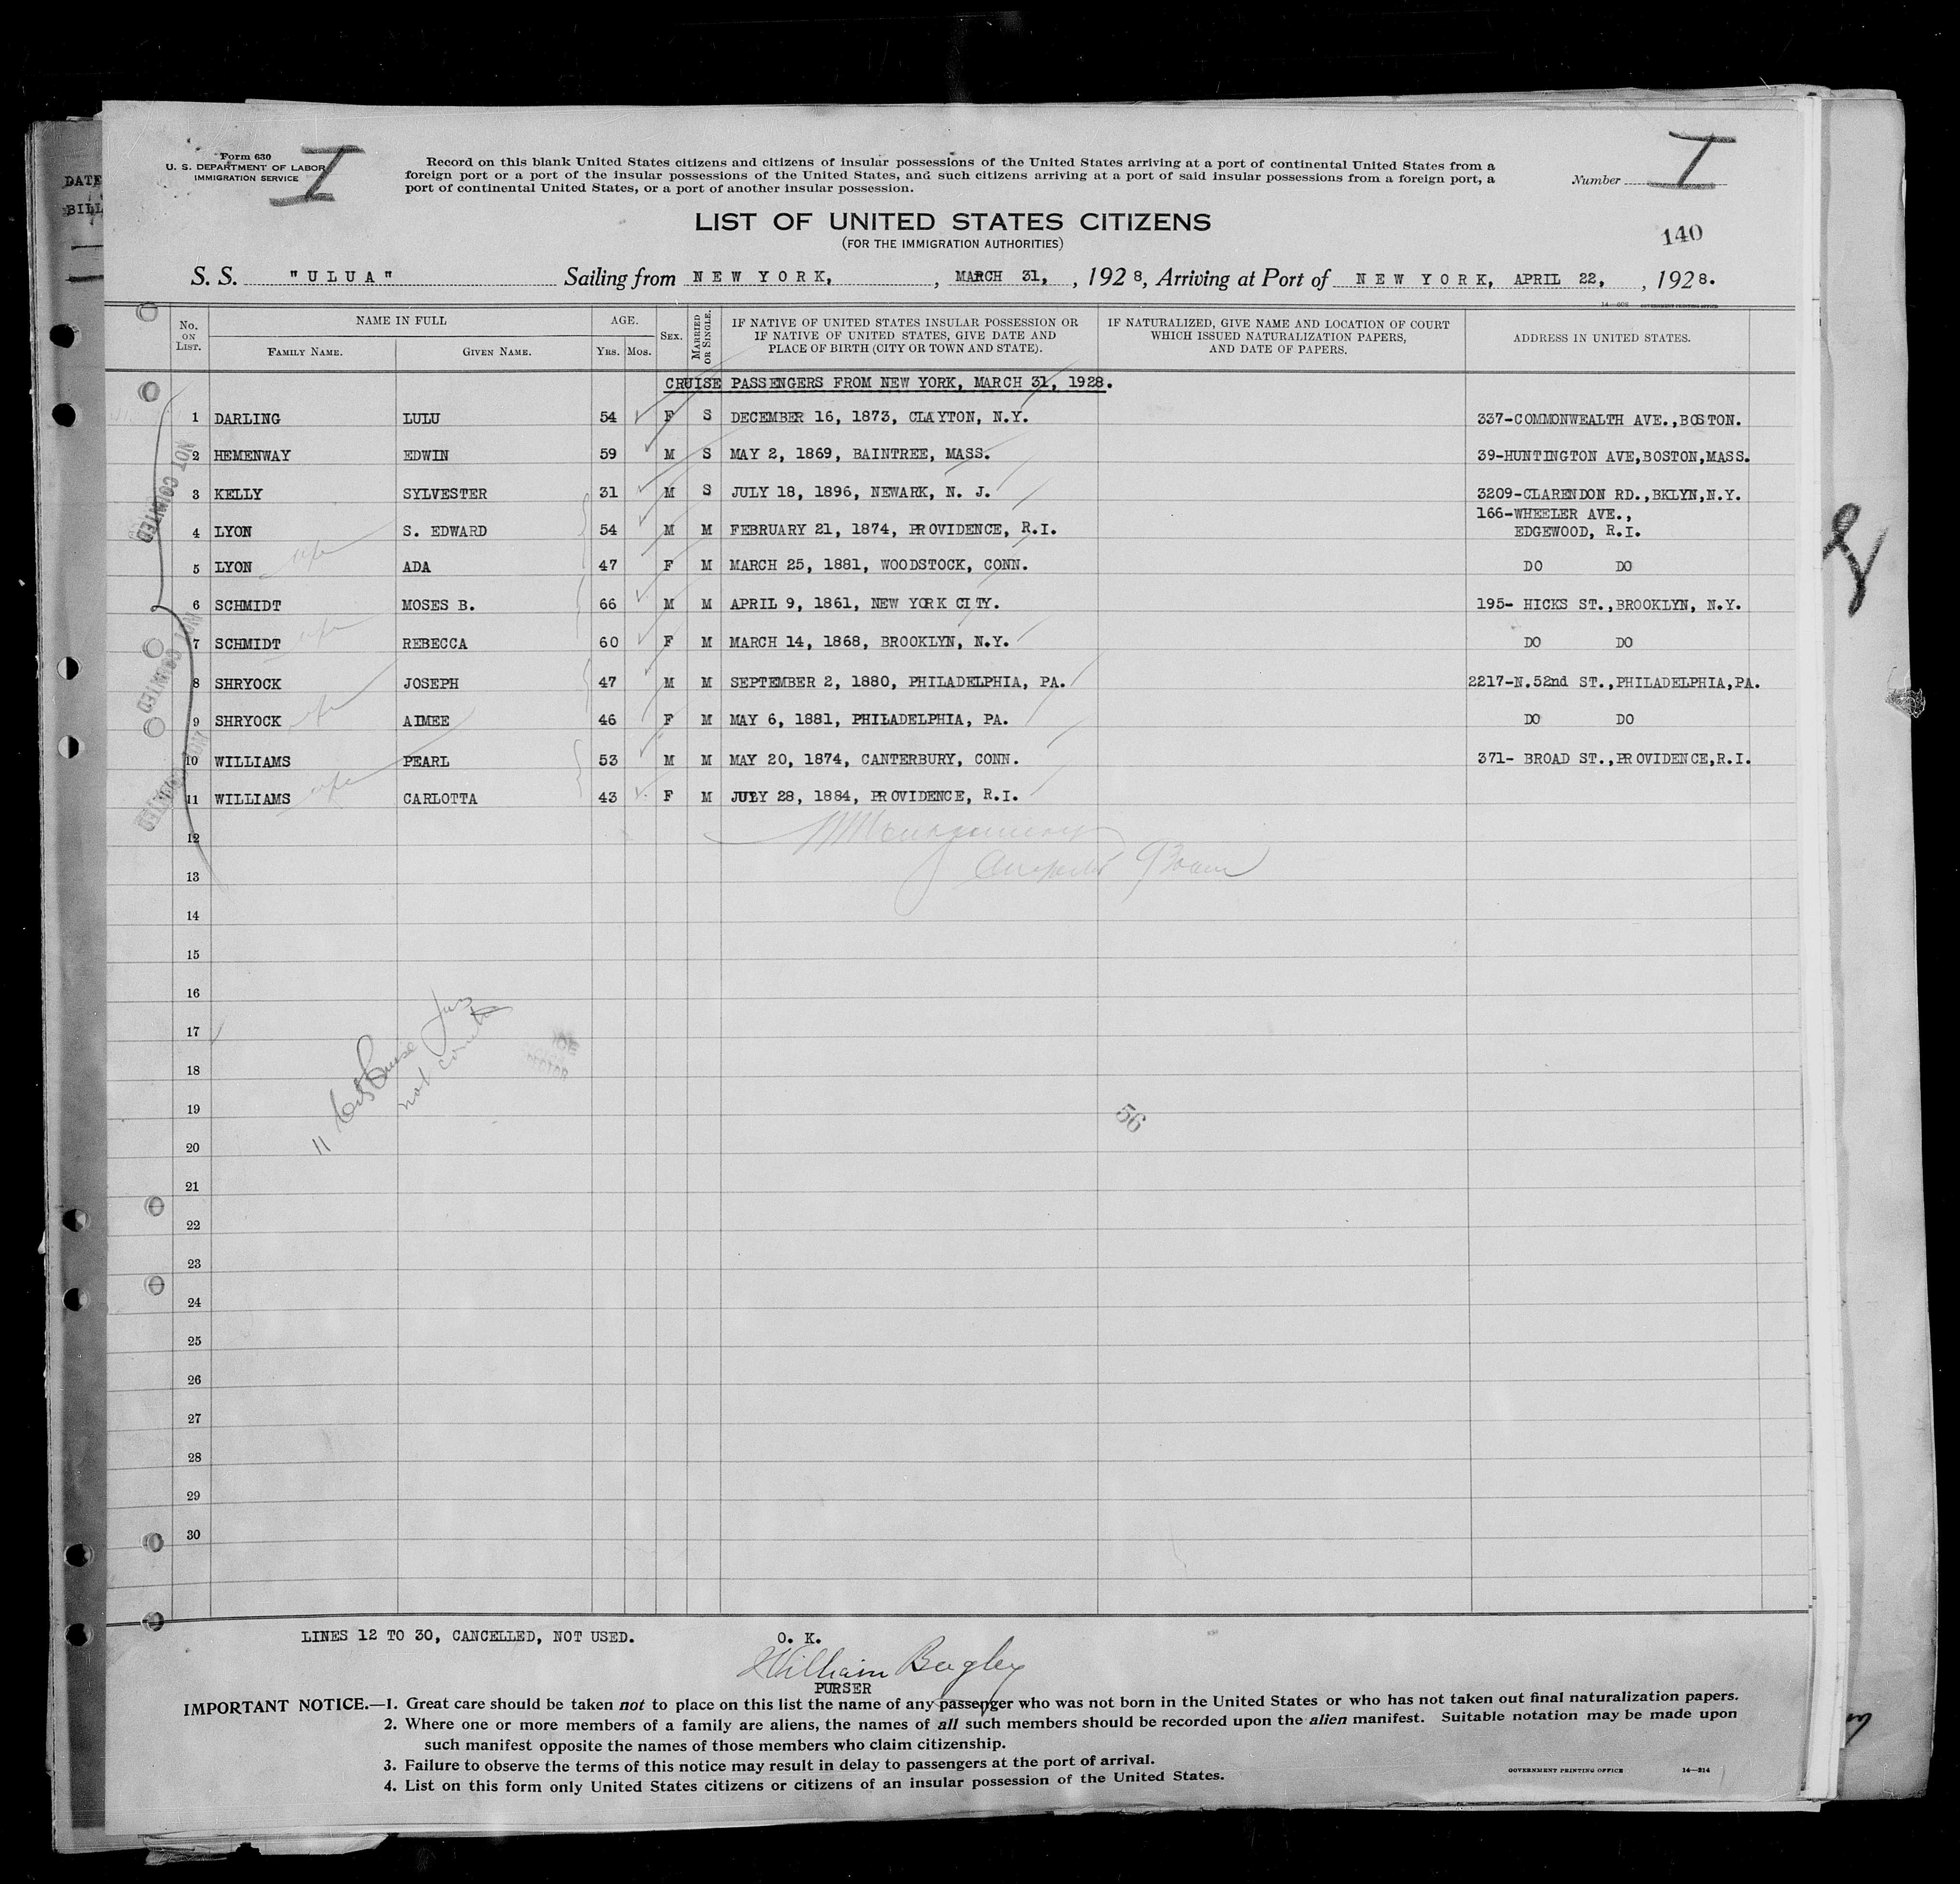 DATE
BILL
Form 630
U. S. DEPARTMENT OF LABOR
IMMIGRATION SERVICE
I
Record on this blank United States citizens and citizens of insular possessions of the United States arriving at a port of continental United States from a
foreign port or a port of the insular possessions of the United States, and such citizens arriving at a port of said insular possessions from a foreign port, a
port of continental United States, or a port of another insular possession.
Number I
LIST OF UNITED STATES CITIZENS
(FOR THE IMMIGRATION AUTHORITIES)
140
S. S. "ULUA" Sailing from NEW YORK, , MARCH 31, , 1928, Arriving at Port of NEW YORK, APRIL 22, , 1928.
No. ON LIST. NAME IN FULL FAMILY NAME. GIVEN NAME. AGE. YRS. MOS. SEX. MARRIED OR SINGLE. IF NATIVE OF UNITED STATES INSULAR POSSESSION OR IF NATIVE OF UNITED STATES, GIVE DATE AND PLACE OF BIRTH (CITY OR TOWN AND STATE). IF NATURALIZED, GIVE NAME AND LOCATION OF COURT WHICH ISSUED NATURALIZATION PAPERS, AND DATE OF PAPERS. ADDRESS IN UNITED STATES.
CRUISE PASSENGERS FROM NEW YORK, MARCH 31, 1928.
1 DARLING LULU 54 F S DECEMBER 16, 1873, CLAYTON, N.Y. 337-COMMONWEALTH AVE.,BOSTON.
2 HEMENWAY EDWIN 59 M S MAY 2, 1869, BAINTREE, MASS. 39-HUNTINGTON AVE,BOSTON,MASS.
3 KELLY SYLVESTER 31 M S JULY 18, 1896, NEWARK, N. J. 3209-CLARENDON RD.,BKLYN,N.Y.
166-WHEELER AVE.,
4 LYON S. EDWARD 54 M M FEBRUARY 21, 1874, PROVIDENCE, R.I. EDGEWOOD, R.I.
5 LYON ADA 47 F M MARCH 25, 1881, WOODSTOCK, CONN. DO DO
6 SCHMIDT MOSES B. 66 M M APRIL 9, 1861, NEW YORK CITY. 195- HICKS ST.,BROOKLYN, N.Y.
7 SCHMIDT REBECCA 60 F M MARCH 14, 1868, BROOKLYN, N.Y. DO DO
8 SHRYOCK JOSEPH 47 M M SEPTEMBER 2, 1880, PHILADELPHIA, PA. 2217-N.52nd ST.,PHILADELPHIA,PA.
9 SHRYOCK AIMEE 46 F M MAY 6, 1881, PHILADELPHIA, PA. DO DO
10 WILLIAMS PEARL 53 M M MAY 20, 1874, CANTERBURY, CONN. 371- BROAD ST.,PROVIDENCE,R.I.
11 WILLIAMS CARLOTTA 43 F M JULY 28, 1884, PROVIDENCE, R.I.
NOT COUNTED
NOT COUNTED
NOT COUNTED
12
13
14
15
16
17
18
19
20
21
22
23
24
25
26
27
28
29
30
11
not
56
LINES 12 TO 30, CANCELLED, NOT USED.
O. K.
William Bagley
PURSER
IMPORTANT NOTICE.—1. Great care should be taken not to place on this list the name of any passenger who was not born in the United States or who has not taken out final naturalization papers.
2. Where one or more members of a family are aliens, the names of all such members should be recorded upon the alien manifest. Suitable notation may be made upon
such manifest opposite the names of those members who claim citizenship.
3. Failure to observe the terms of this notice may result in delay to passengers at the port of arrival.
4. List on this form only United States citizens or citizens of an insular possession of the United States.
GOVERNMENT PRINTING OFFICE 14—214